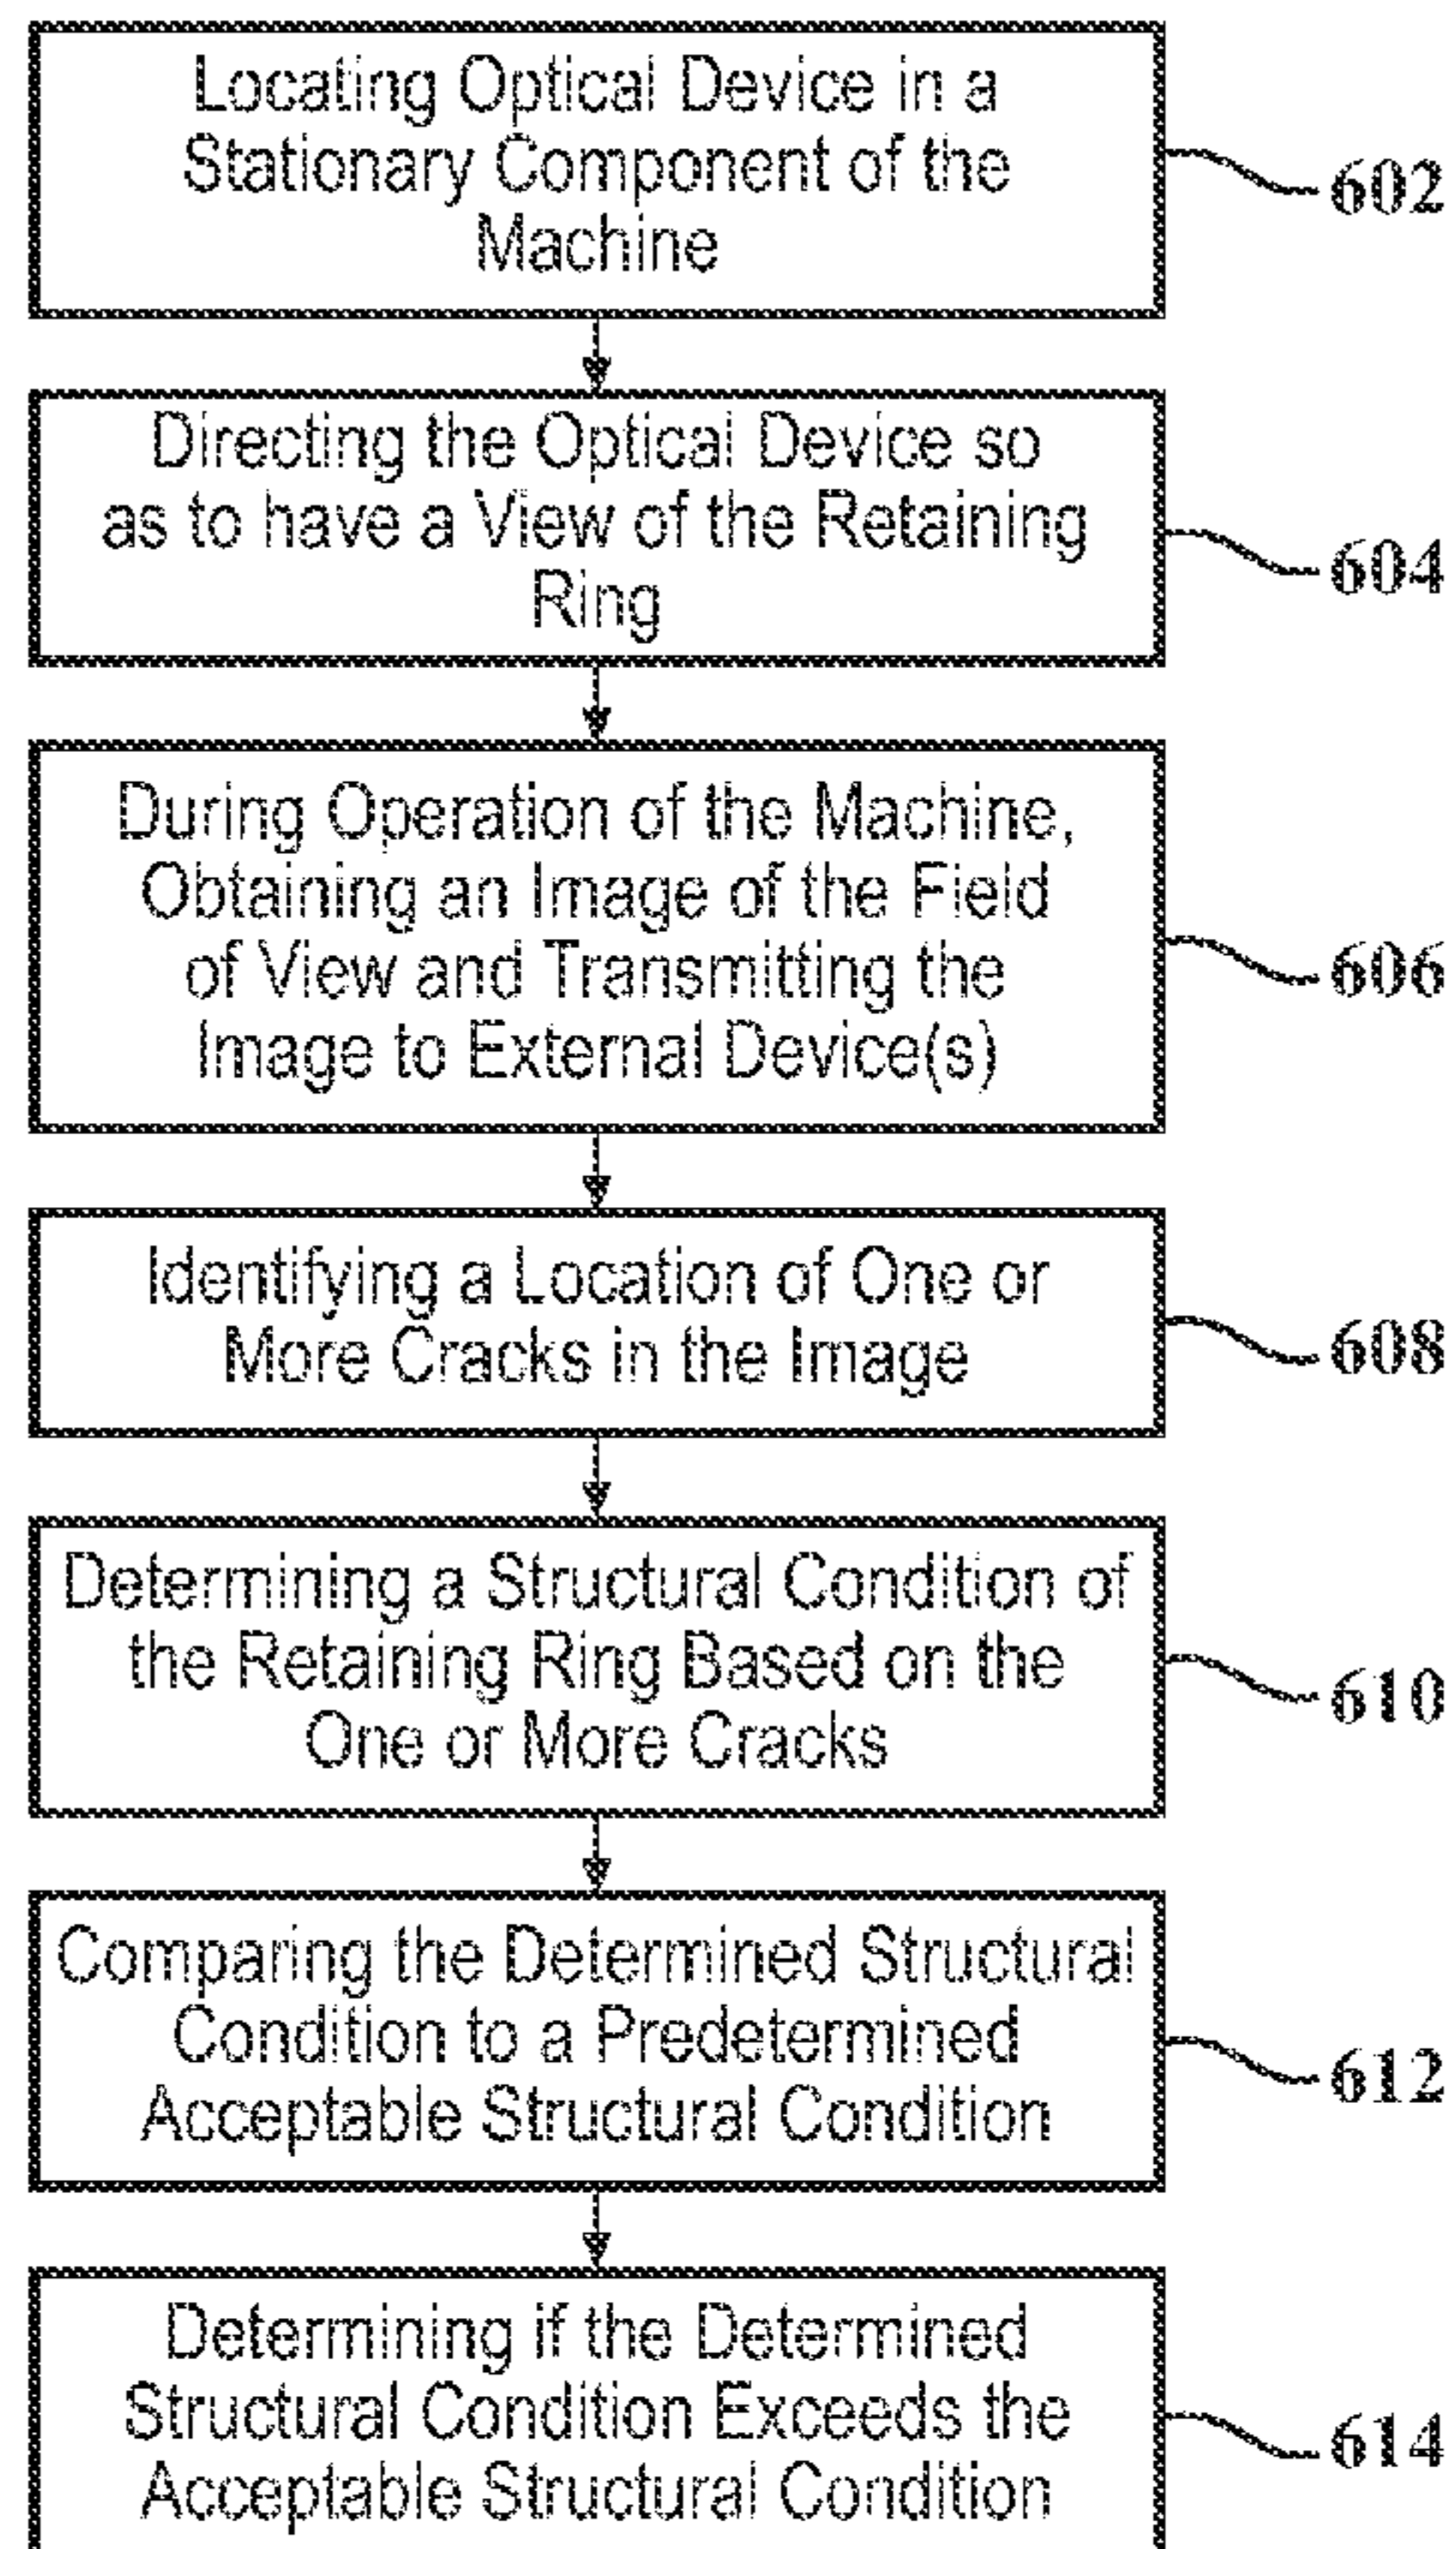 Locating Optical Device in a
Stationary Component of the
Machine
602
Directing the Optical Device so
as to have a View of the Retaining
Ring
604
During Operation of the Machine,
Obtaining an Image of the Field
of View and Transmitting the
Image to External Device(s)
606
Identifying a Location of One or
More Cracks in the Image
608
Determining a Structural Condition of
the Retaining Ring Based on the
One or More Cracks
610
Comparing the Determined Structural
Condition to a Predetermined
Acceptable Structural Condition
612
Determining if the Determined
Structural Condition Exceeds the
Acceptable Structural Condition
614